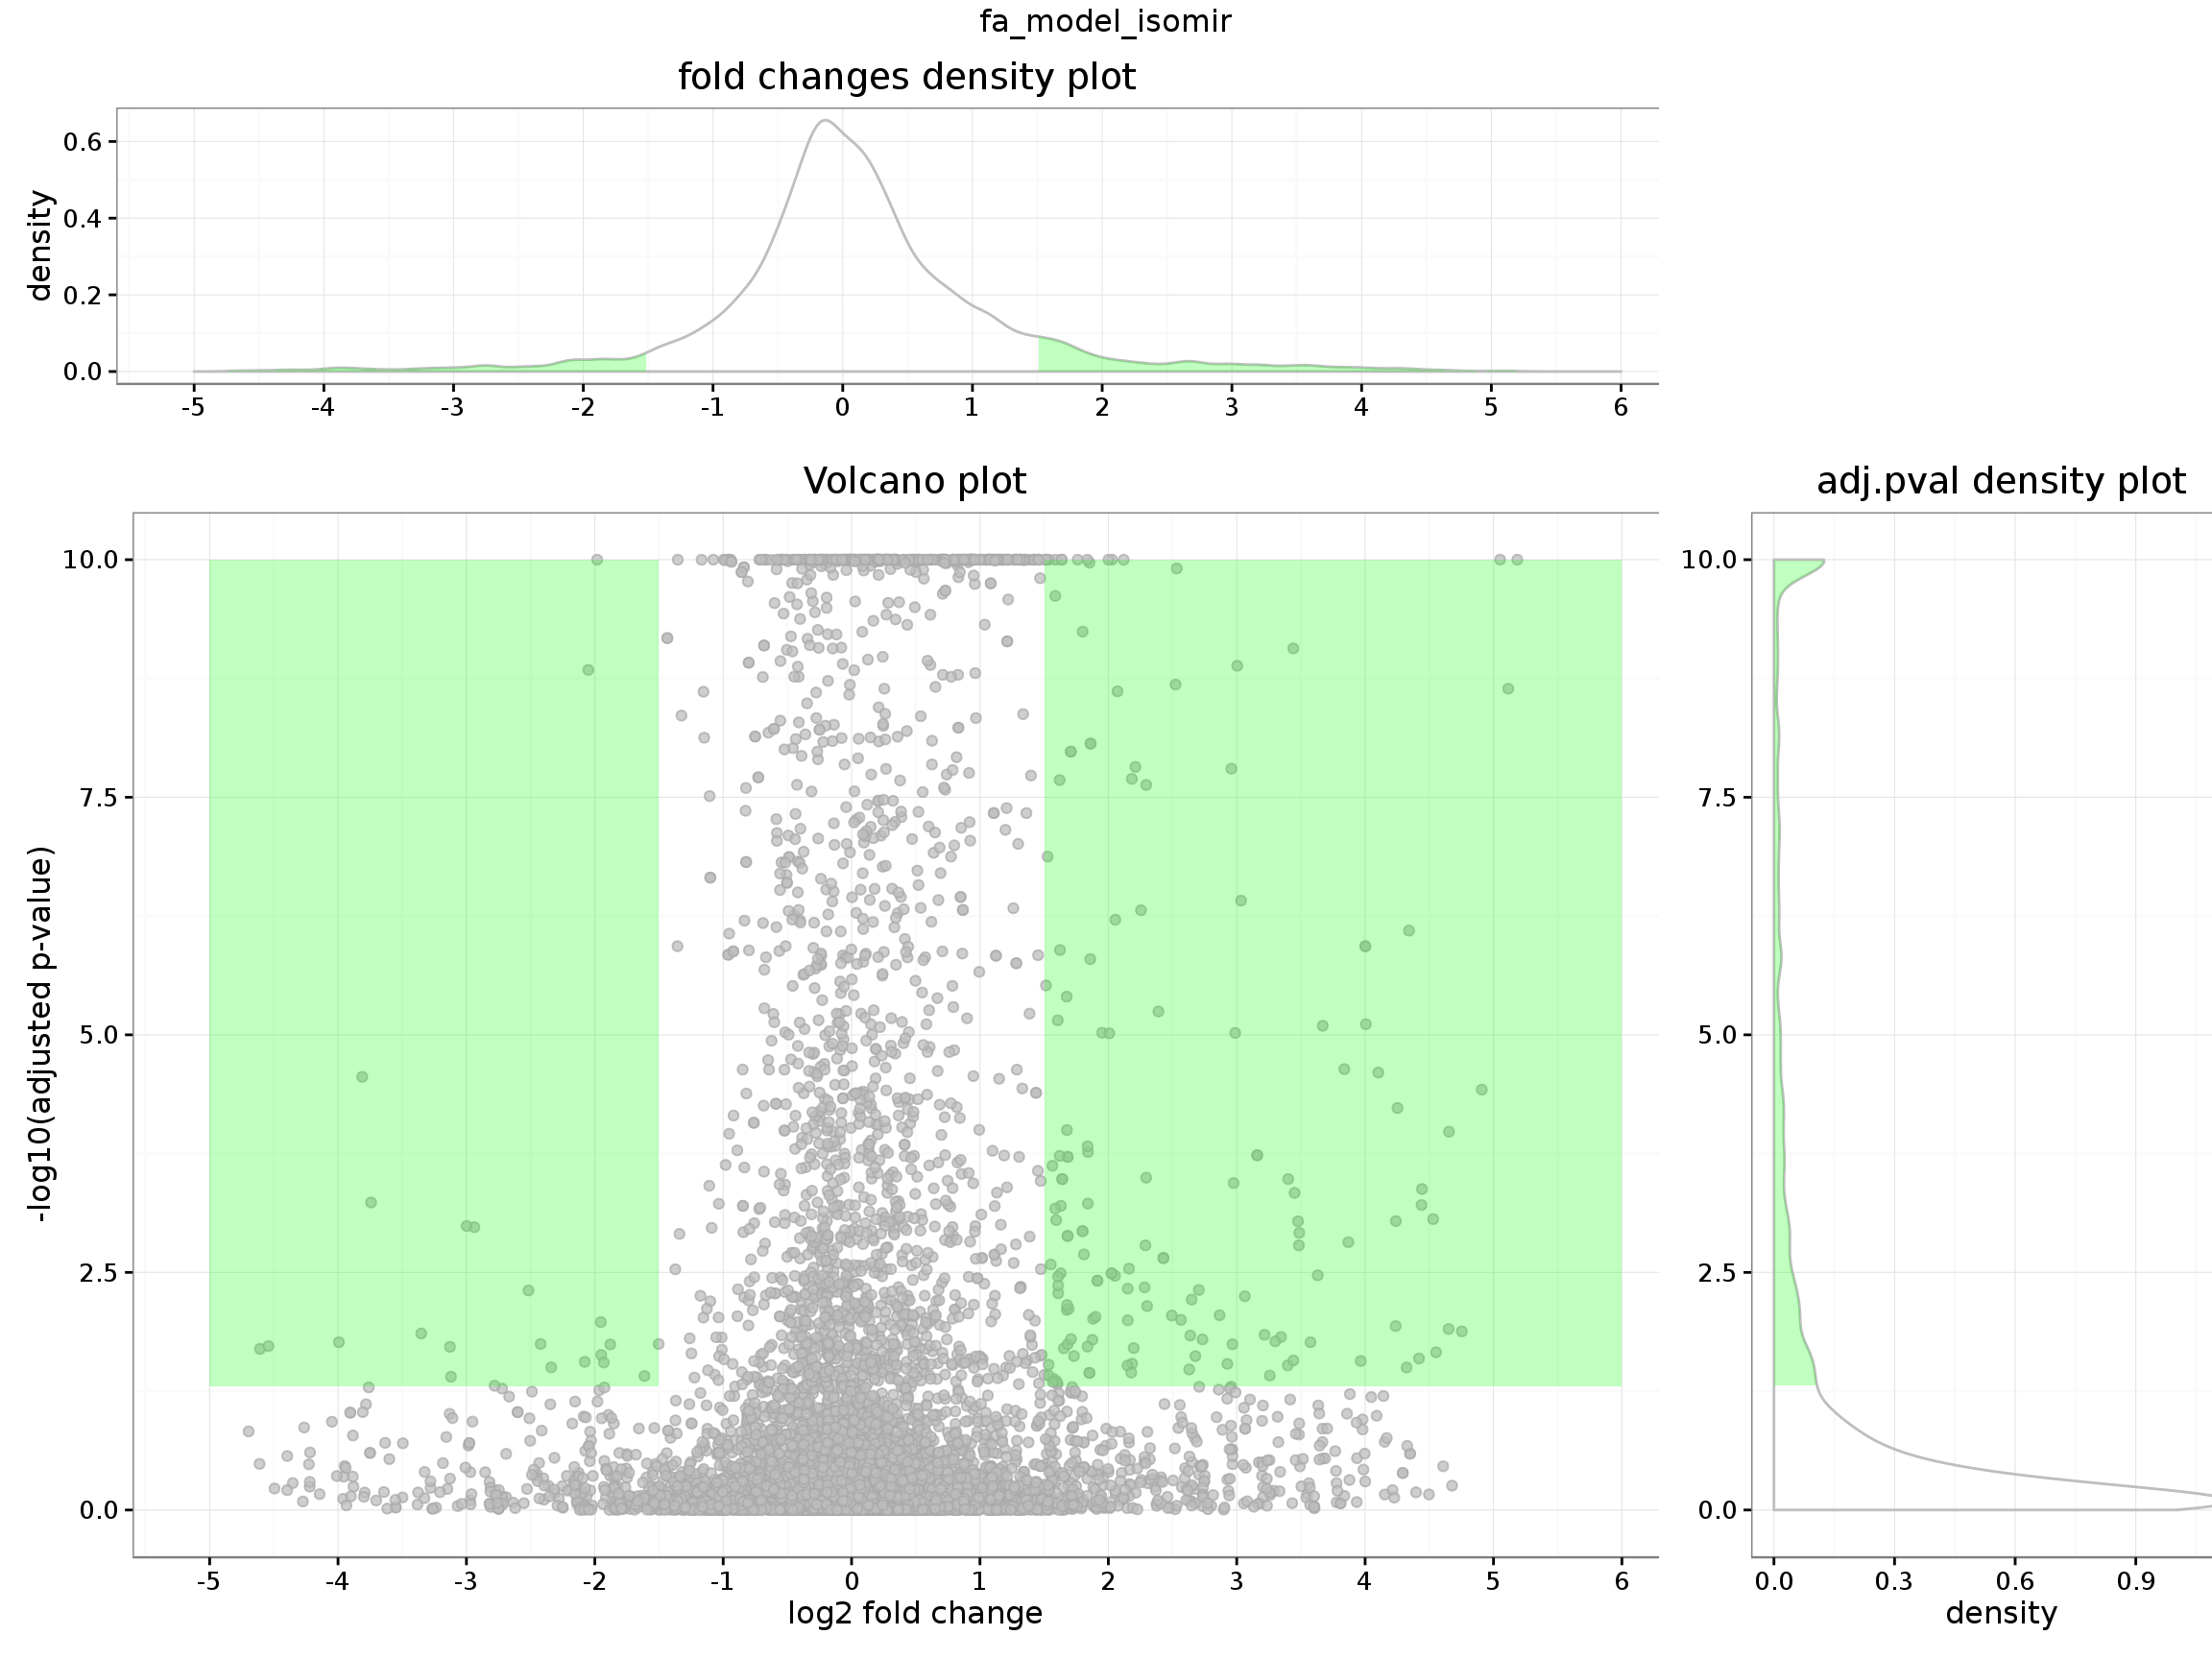 fa_model_isomir
fold changes density plot
density
0.6
0.4
0.2
0.0
-5 -4 -3 -2 -1 0 1 2 3 4 5 6
Volcano plot
-log10(adjusted p-value)
10.0
7.5
5.0
2.5
0.0
-5 -4 -3 -2 -1 0 1 2 3 4 5 6
log2 fold change
adj.pval density plot
10.0
7.5
5.0
2.5
0.0
0.0 0.3 0.6 0.9
density